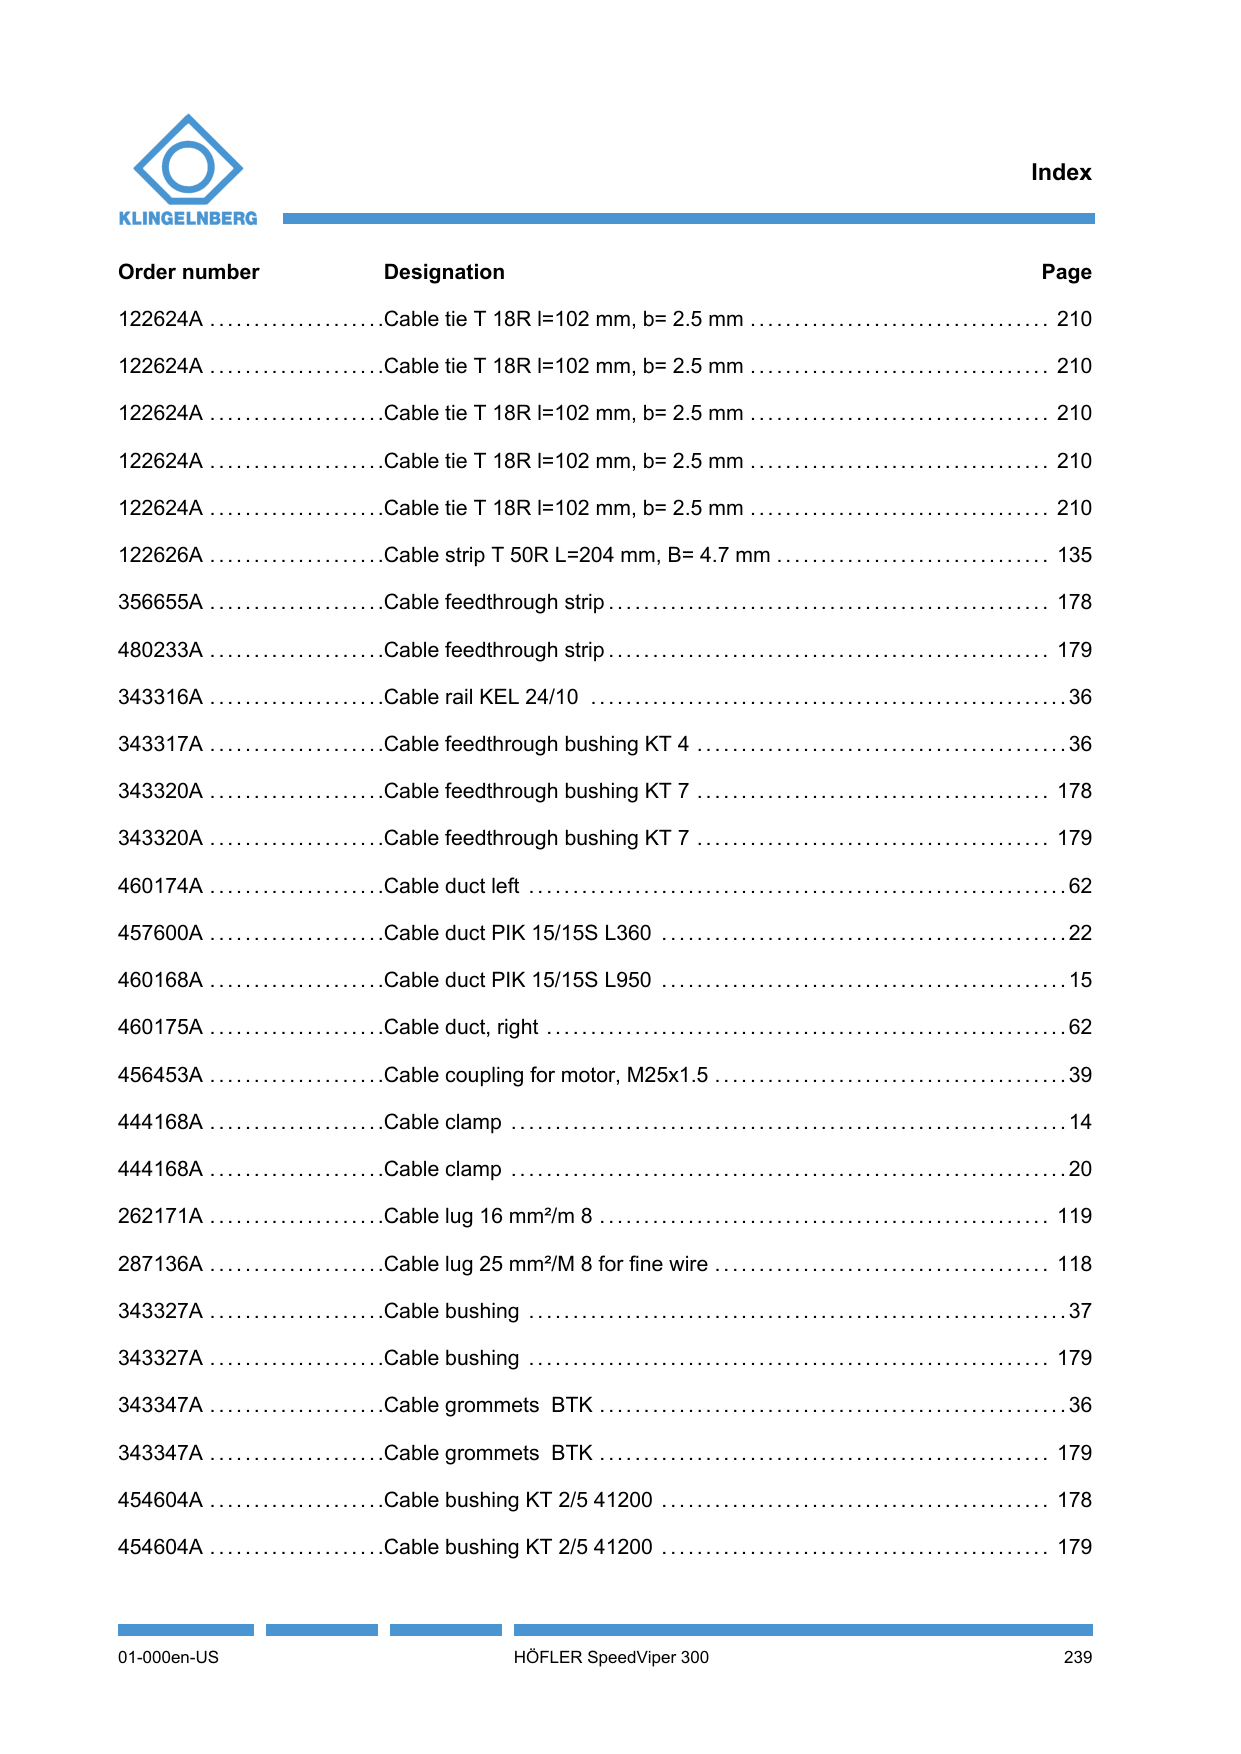 KLINGELNBERG
Index
Order number Designation Page
122624A ....................Cable tie T 18R l=102 mm, b= 2.5 mm .................................. 210
122624A ....................Cable tie T 18R l=102 mm, b= 2.5 mm .................................. 210
122624A ....................Cable tie T 18R l=102 mm, b= 2.5 mm .................................. 210
122624A ....................Cable tie T 18R l=102 mm, b= 2.5 mm .................................. 210
122624A ....................Cable tie T 18R l=102 mm, b= 2.5 mm .................................. 210
122626A ....................Cable strip T 50R L=204 mm, B= 4.7 mm ............................... 135
356655A ....................Cable feedthrough strip.................................................. 178
480233A ....................Cable feedthrough strip.................................................. 179
343316A ....................Cable rail KEL 24/10 ......................................................36
343317A ....................Cable feedthrough bushing KT 4 ..........................................36
343320A ....................Cable feedthrough bushing KT 7 ........................................ 178
343320A ....................Cable feedthrough bushing KT 7 ........................................ 179
460174A ....................Cable duct left .............................................................62
457600A ....................Cable duct PIK 15/15S L360 ..............................................22
460168A ....................Cable duct PIK 15/15S L950 ..............................................15
460175A ....................Cable duct, right ...........................................................62
456453A ....................Cable coupling for motor, M25x1.5 ........................................39
444168A ....................Cable clamp ...............................................................14
444168A ....................Cable clamp ...............................................................20
262171A ....................Cable lug 16 mm²/m 8 ................................................... 119
287136A ....................Cable lug 25 mm²/M 8 for fine wire ...................................... 118
343327A ....................Cable bushing .............................................................37
343327A ....................Cable bushing ........................................................... 179
343347A ....................Cable grommets BTK .....................................................36
343347A ....................Cable grommets BTK ................................................... 179
454604A ....................Cable bushing KT 2/5 41200 ............................................ 178
454604A ....................Cable bushing KT 2/5 41200 ............................................ 179
01-000en-US HÖFLER SpeedViper 300 239